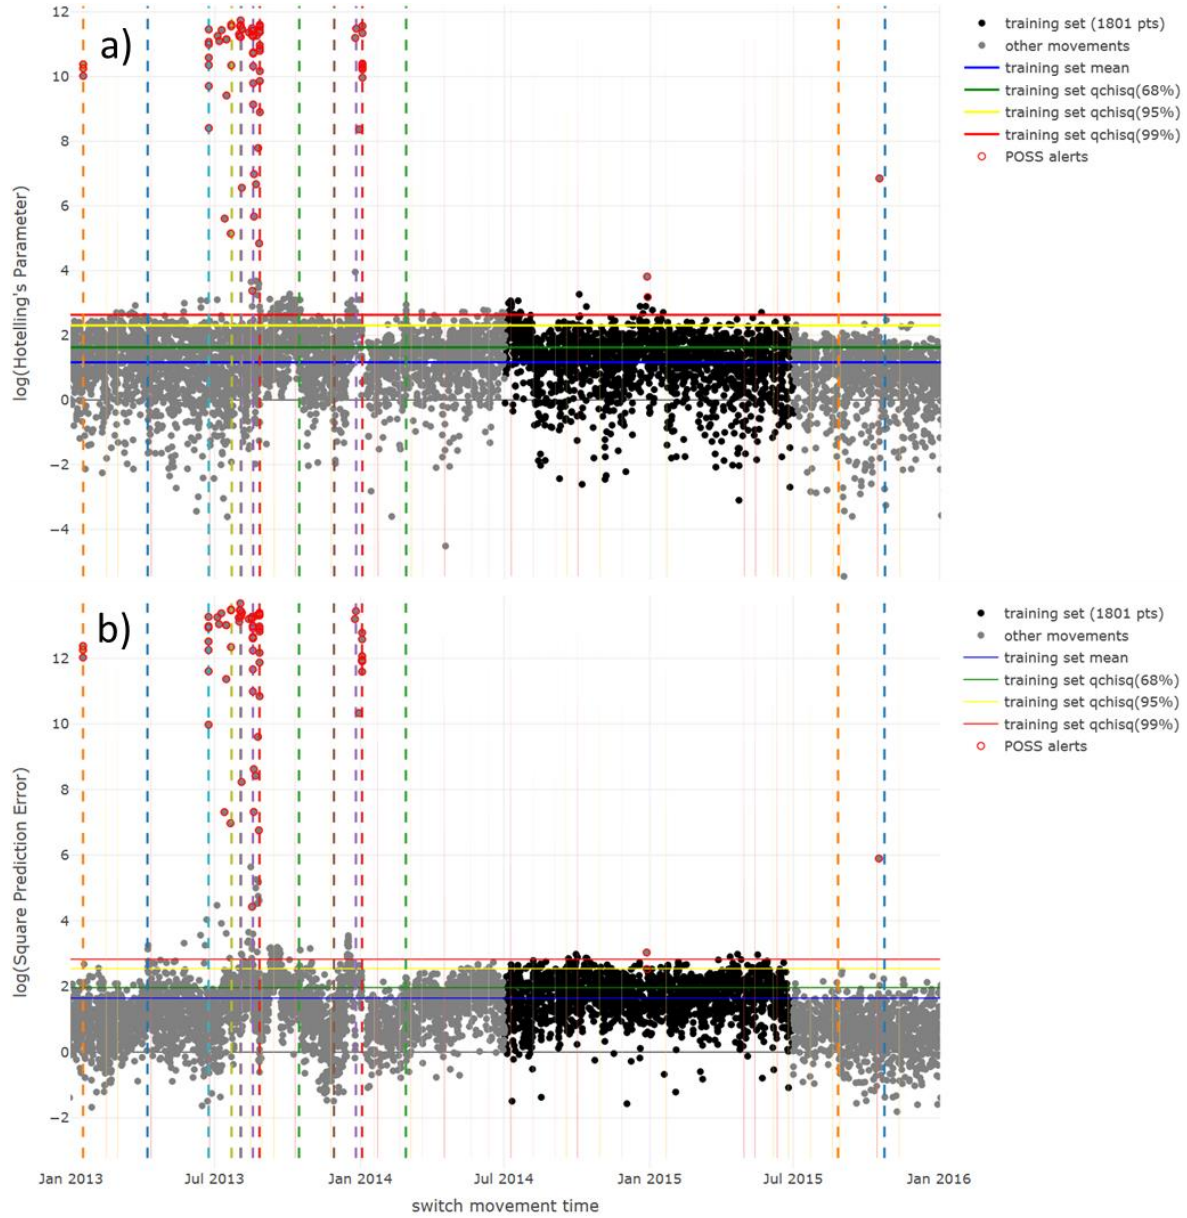 a)
12
10
8
6
4
2
0
−2
−4
log(Hotelling's Parameter)
training set (1801 pts)
other movements
training set mean
training set qchisq(68%)
training set qchisq(95%)
training set qchisq(99%)
POSS alerts
b)
12
10
8
6
4
2
0
−2
log(Square Prediction Error)
training set (1801 pts)
other movements
training set mean
training set qchisq(68%)
training set qchisq(95%)
training set qchisq(99%)
POSS alerts
Jan 2013 Jul 2013 Jan 2014 Jul 2014 Jan 2015 Jul 2015 Jan 2016
switch movement time